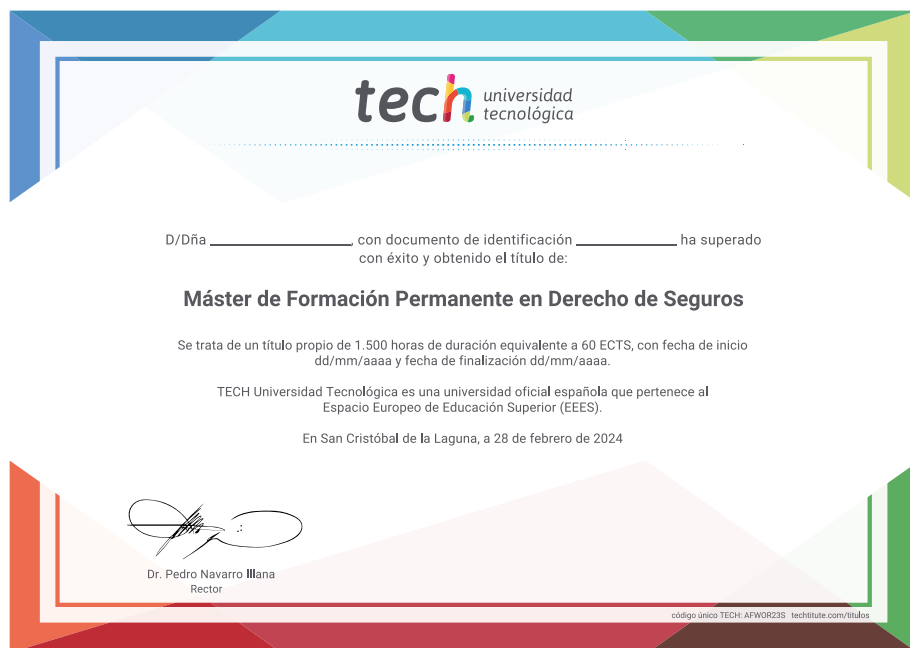 tech universidad
tecnológica
D/Dña ____________________, con documento de identificación ______________ ha superado
con éxito y obtenido el título de:
Máster de Formación Permanente en Derecho de Seguros
Se trata de un título propio de 1.500 horas de duración equivalente a 60 ECTS, con fecha de inicio
dd/mm/aaaa y fecha de finalización dd/mm/aaaa.
TECH Universidad Tecnológica es una universidad oficial española que pertenece al
Espacio Europeo de Educación Superior (EEES).
En San Cristóbal de la Laguna, a 28 de febrero de 2024
Dr. Pedro Navarro Illana
Rector
código único TECH: AFWOR23S techtitute.com/titulos